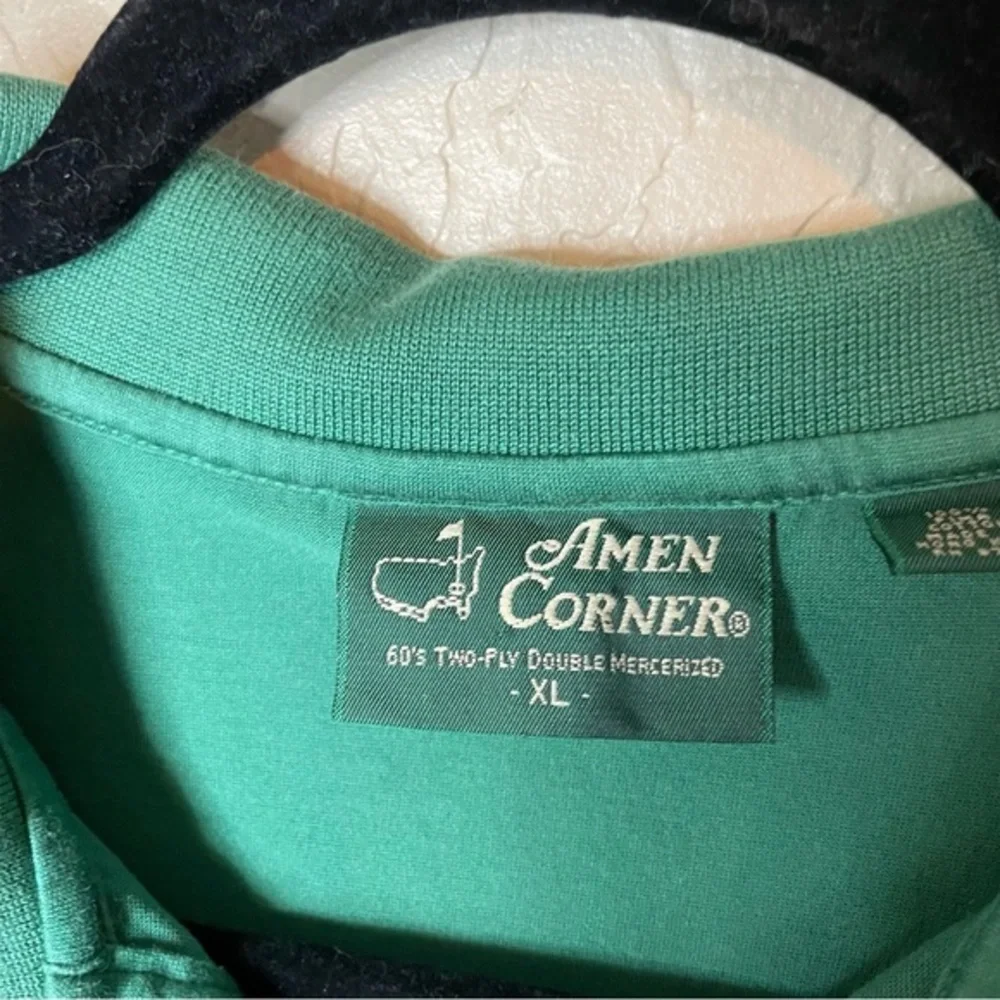 AMEN
CORNER®
60's TWO-PLY DOUBLE MERCERIZED
- XL -